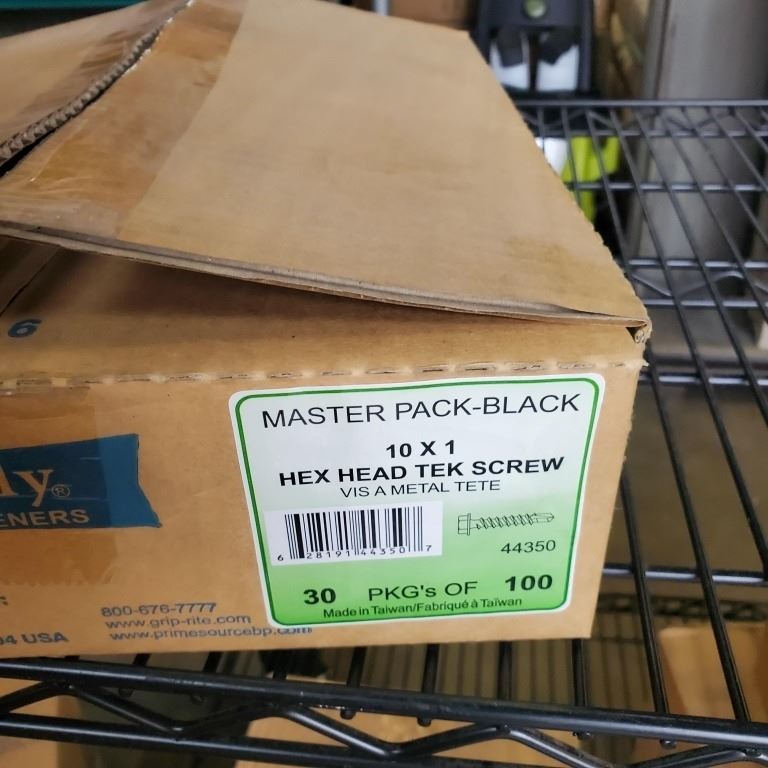 6
ENERS
MASTER PACK-BLACK
10 X 1
HEX HEAD TEK SCREW
VIS A METAL TETE
6 28191 44350 7
44350
30 PKG's OF 100
Made in Taiwan/Fabriqué à Taïwan
800-676-7777
www.grip-rite.com
04 USA
www.primesourcebp.com